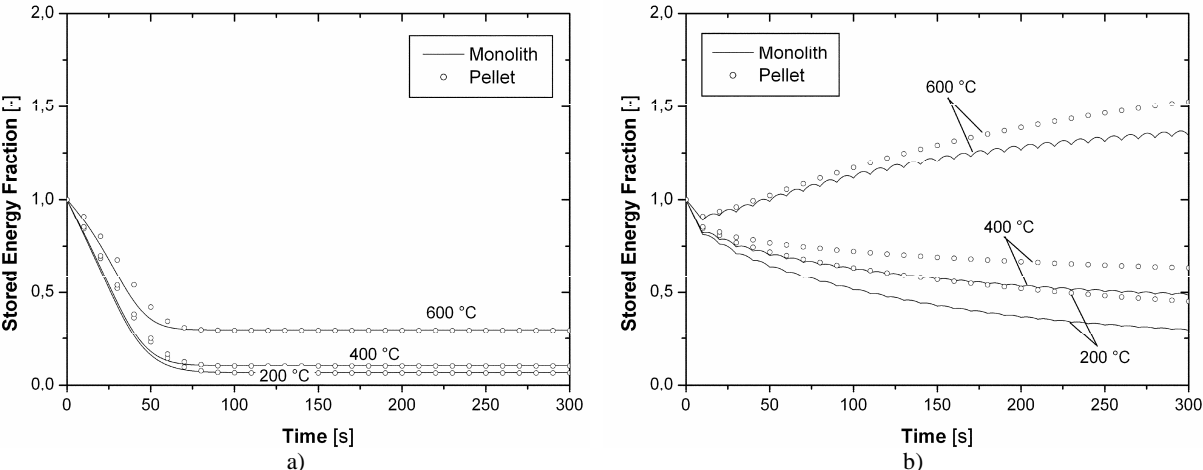 2,0
1,5
1,0
0,5
0,0
Stored Energy Fraction [-]
Monolith
Pellet
600 °C
400 °C
200 °C
0 50 100 150 200 250 300
Time [s]
a)
2,0
1,5
1,0
0,5
0,0
Stored Energy Fraction [-]
Monolith
Pellet
600 °C
400 °C
200 °C
0 50 100 150 200 250 300
Time [s]
b)